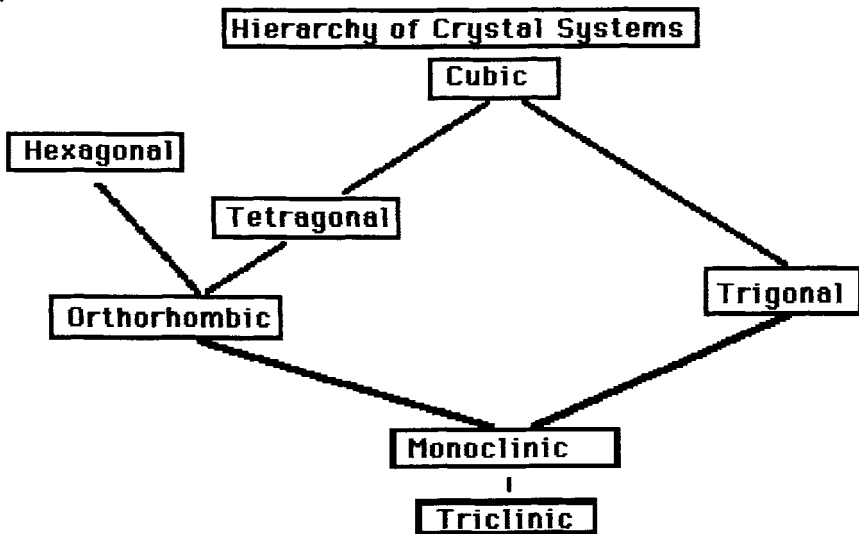 Hierarchy of Crystal Systems
Cubic
Hexagonal
Tetragonal
Trigonal
Orthorhombic
Monoclinic
Triclinic